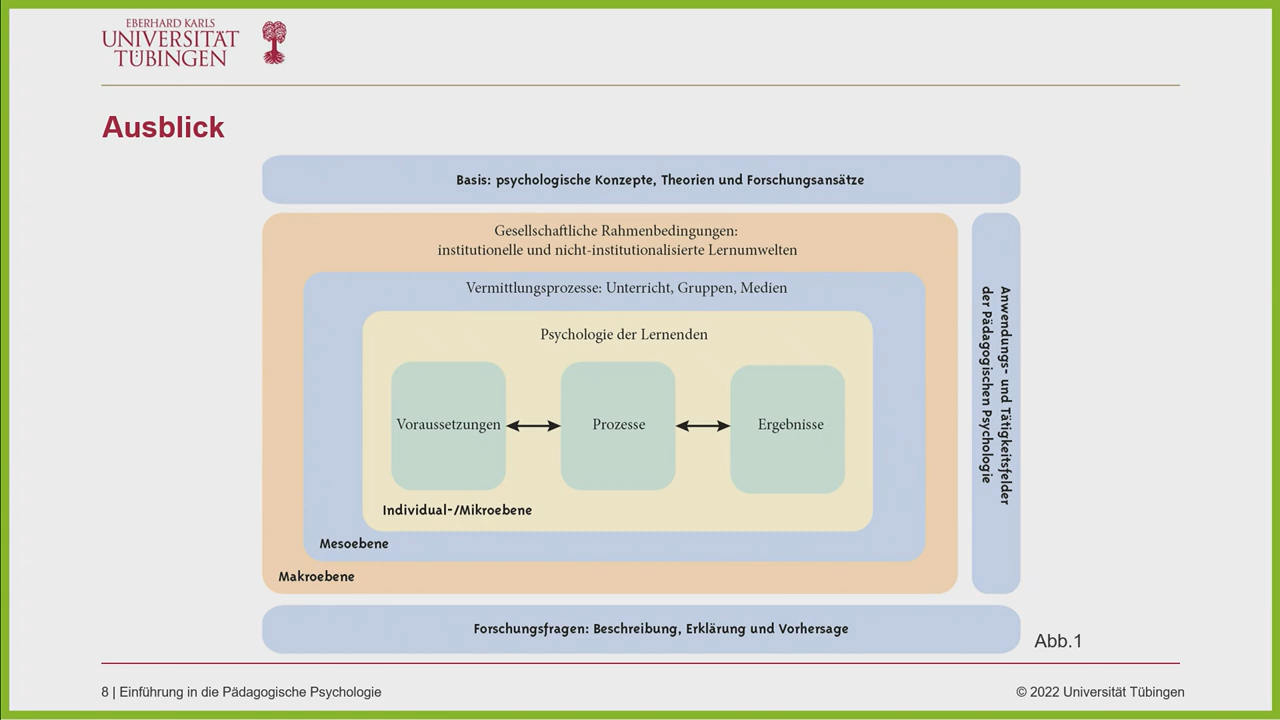 EBERHARD KARLS
UNIVERSITÄT
TÜBINGEN
Ausblick
Basis: psychologische Konzepte, Theorien und Forschungsansätze
Gesellschaftliche Rahmenbedingungen:
institutionelle und nicht-institutionalisierte Lernumwelten
Vermittlungsprozesse: Unterricht, Gruppen, Medien
Psychologie der Lernenden
Voraussetzungen
Prozesse
Ergebnisse
Individual-/Mikroebene
Mesoebene
Makroebene
Anwendungs- und Tätigkeitsfelder
der Pädagogischen Psychologie
Forschungsfragen: Beschreibung, Erklärung und Vorhersage
Abb.1
8 | Einführung in die Pädagogische Psychologie
© 2022 Universität Tübingen